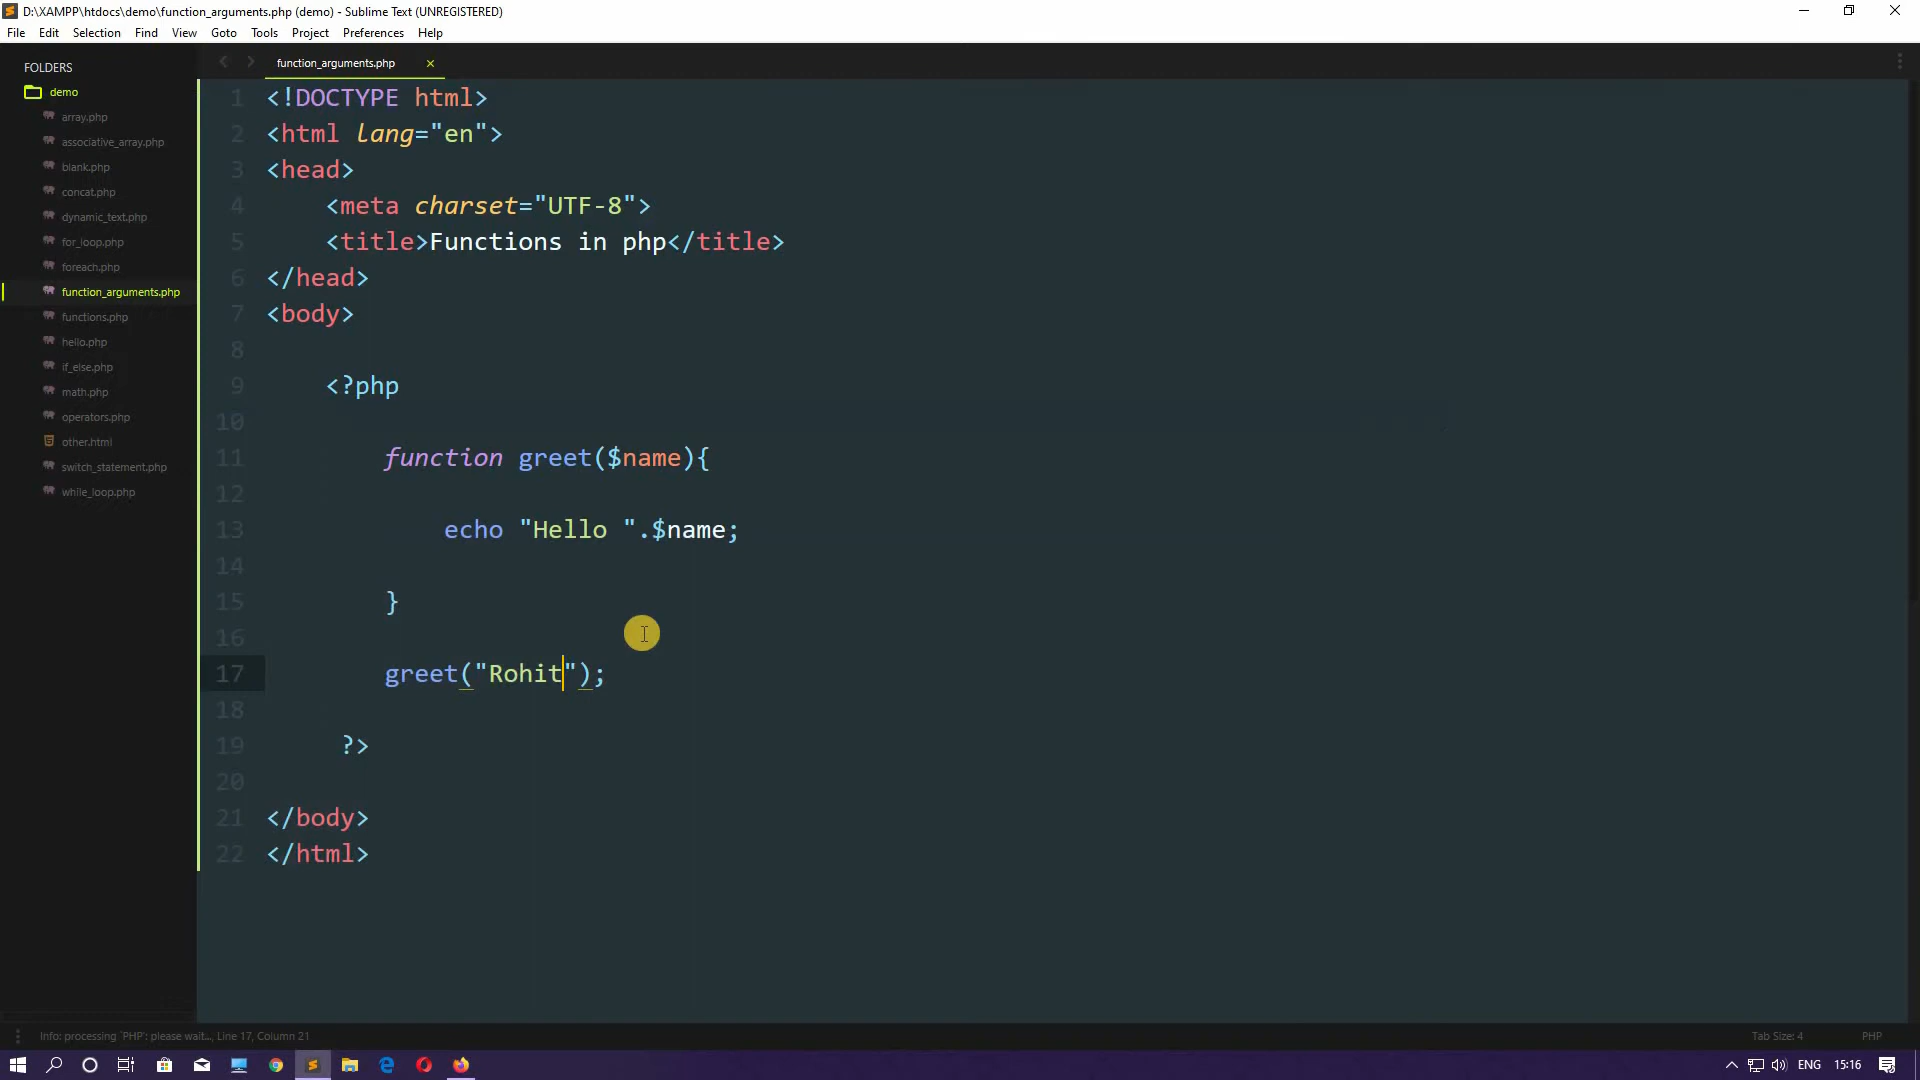 D:\XAMPP\htdocs\demo\function_arguments.php (demo) - Sublime Text (UNREGISTERED)
File Edit Selection Find View Goto Tools Project Preferences Help
FOLDERS
demo
array.php
associative_array.php
blank.php
concat.php
dynamic_text.php
for_loop.php
foreach.php
function_arguments.php
functions.php
hello.php
if_else.php
math.php
operators.php
other.html
switch_statement.php
while_loop.php
function_arguments.php
1 <!DOCTYPE html>
2 <html lang="en">
3 <head>
4 <meta charset="UTF-8">
5 <title>Functions in php</title>
6 </head>
7 <body>
8
9 <?php
10
11 function greet($name){
12
13 echo "Hello ".$name;
14
15 }
16
17 greet("Rohit");
18
19 ?>
20
21 </body>
22 </html>
Info: processing `PHP': please wait..., Line 17, Column 21
Tab Size: 4
PHP
ENG
15:16